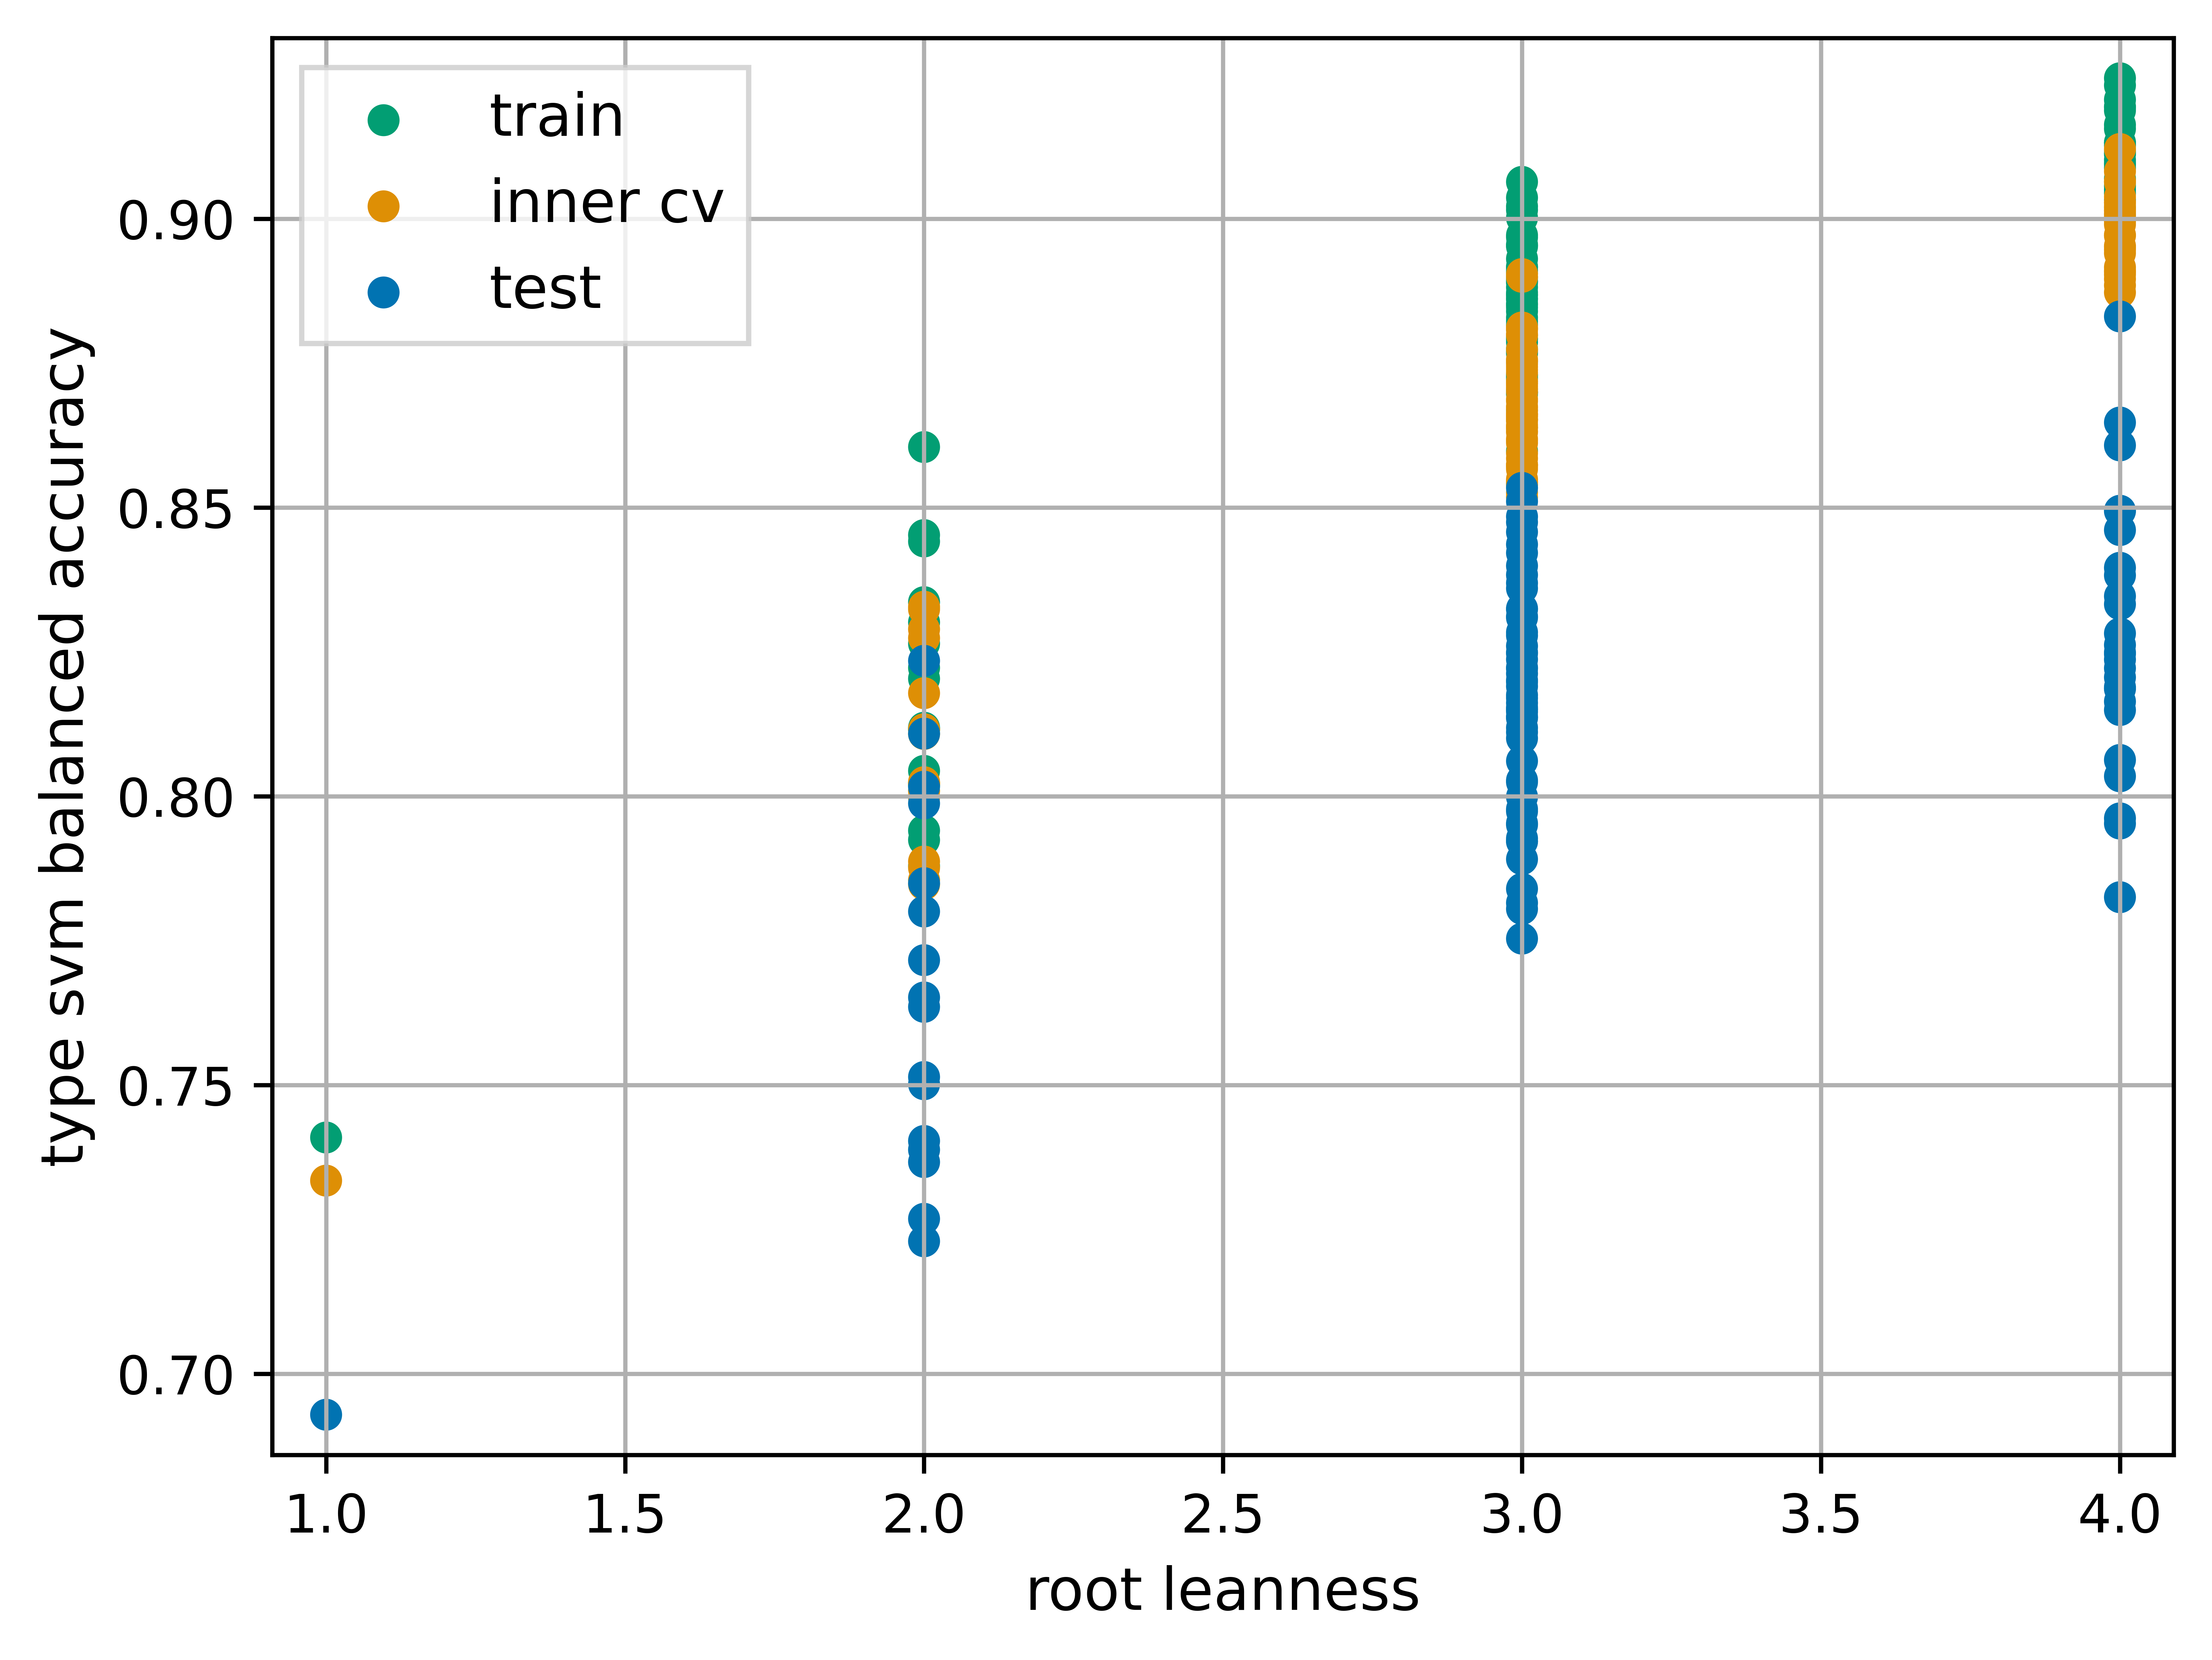 train
inner cv
test
type svm balanced accuracy
0.90
0.85
0.80
0.75
0.70
1.0 1.5 2.0 2.5 3.0 3.5 4.0
root leanness